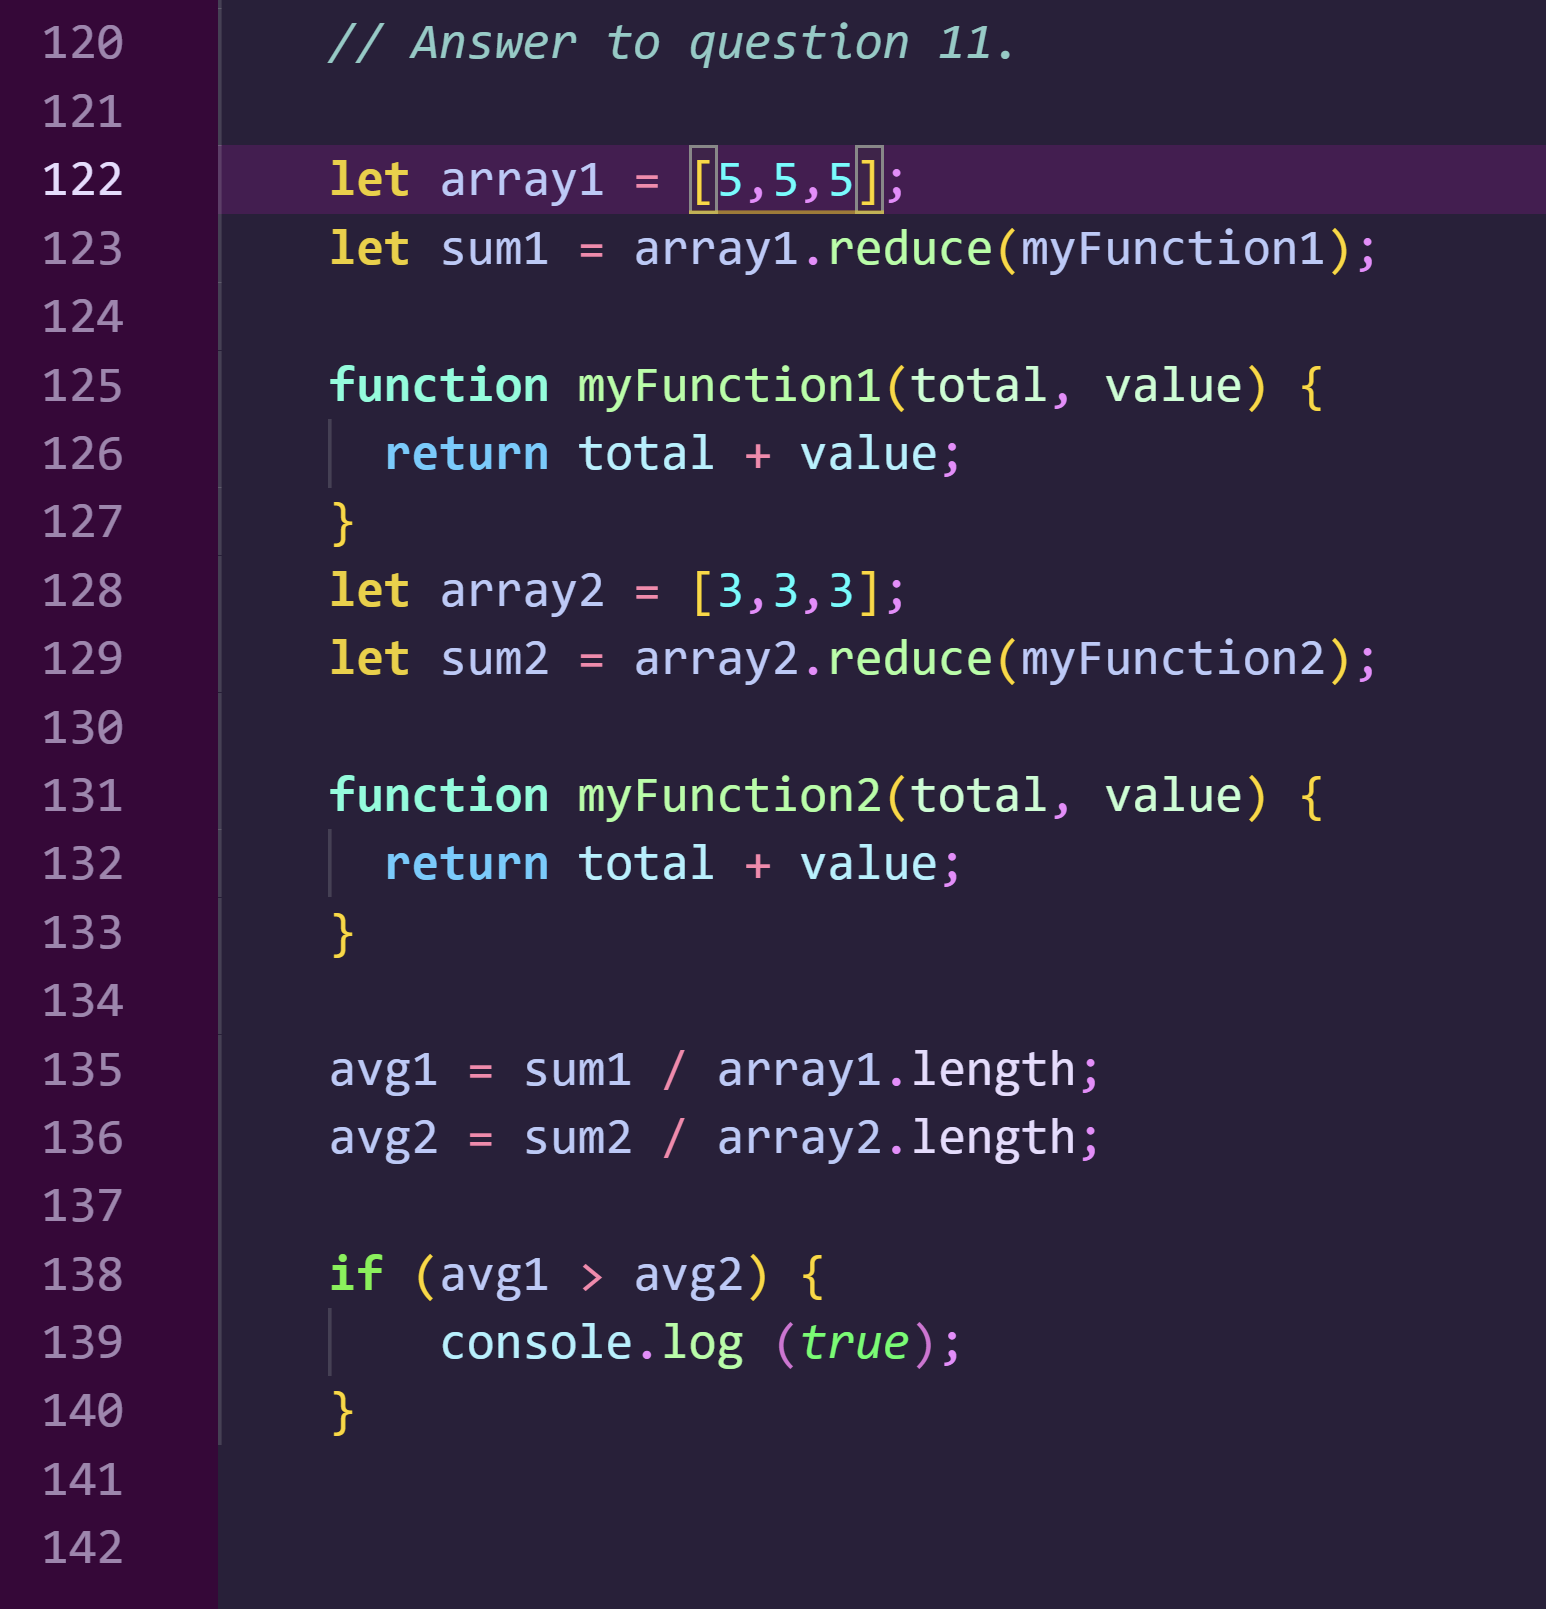 120 // Answer to question 11.
121
122 let array1 = [5,5,5];
123 let sum1 = array1.reduce(myFunction1);
124
125 function myFunction1(total, value) {
126 return total + value;
127 }
128 let array2 = [3,3,3];
129 let sum2 = array2.reduce(myFunction2);
130
131 function myFunction2(total, value) {
132 return total + value;
133 }
134
135 avg1 = sum1 / array1.length;
136 avg2 = sum2 / array2.length;
137
138 if (avg1 > avg2) {
139 console.log (true);
140 }
141
142